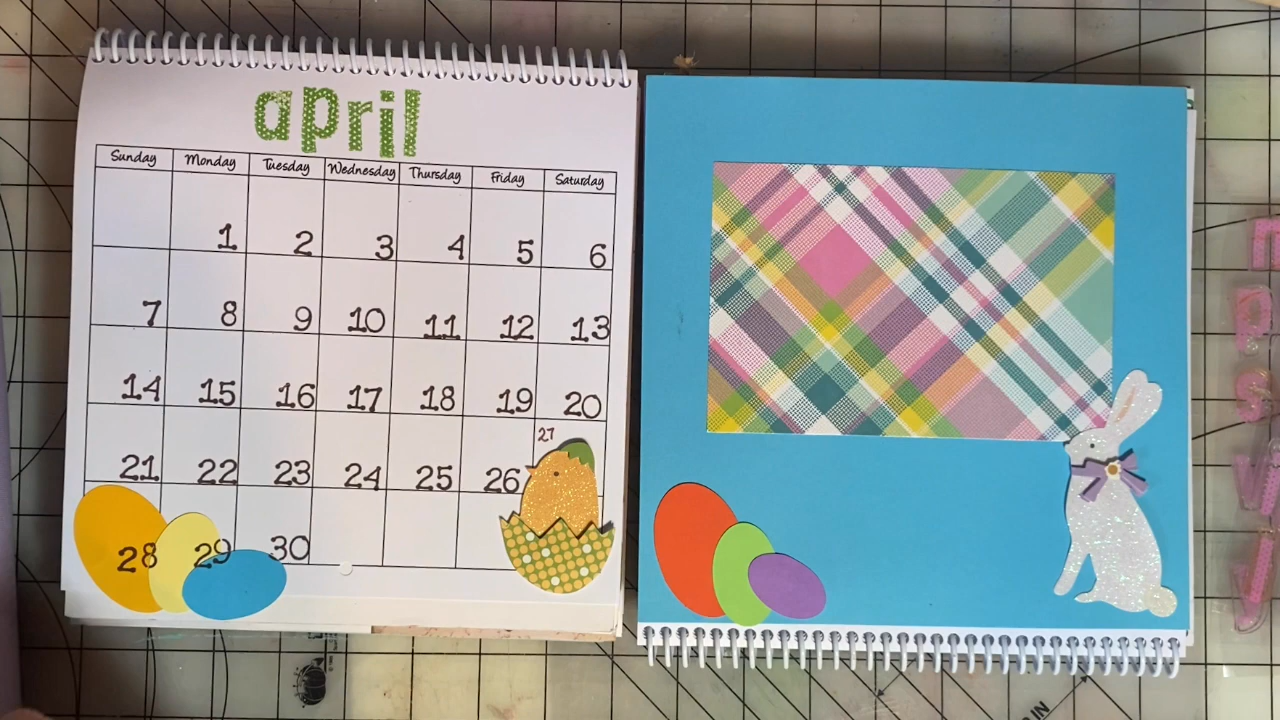 april
Sunday Monday Tuesday Wednesday Thursday Friday Saturday
1 2 3 4 5 6
7 8 9 10 11 12 13
14 15 16 17 18 19 20
21 22 23 24 25 26 27
28 29 30
IN